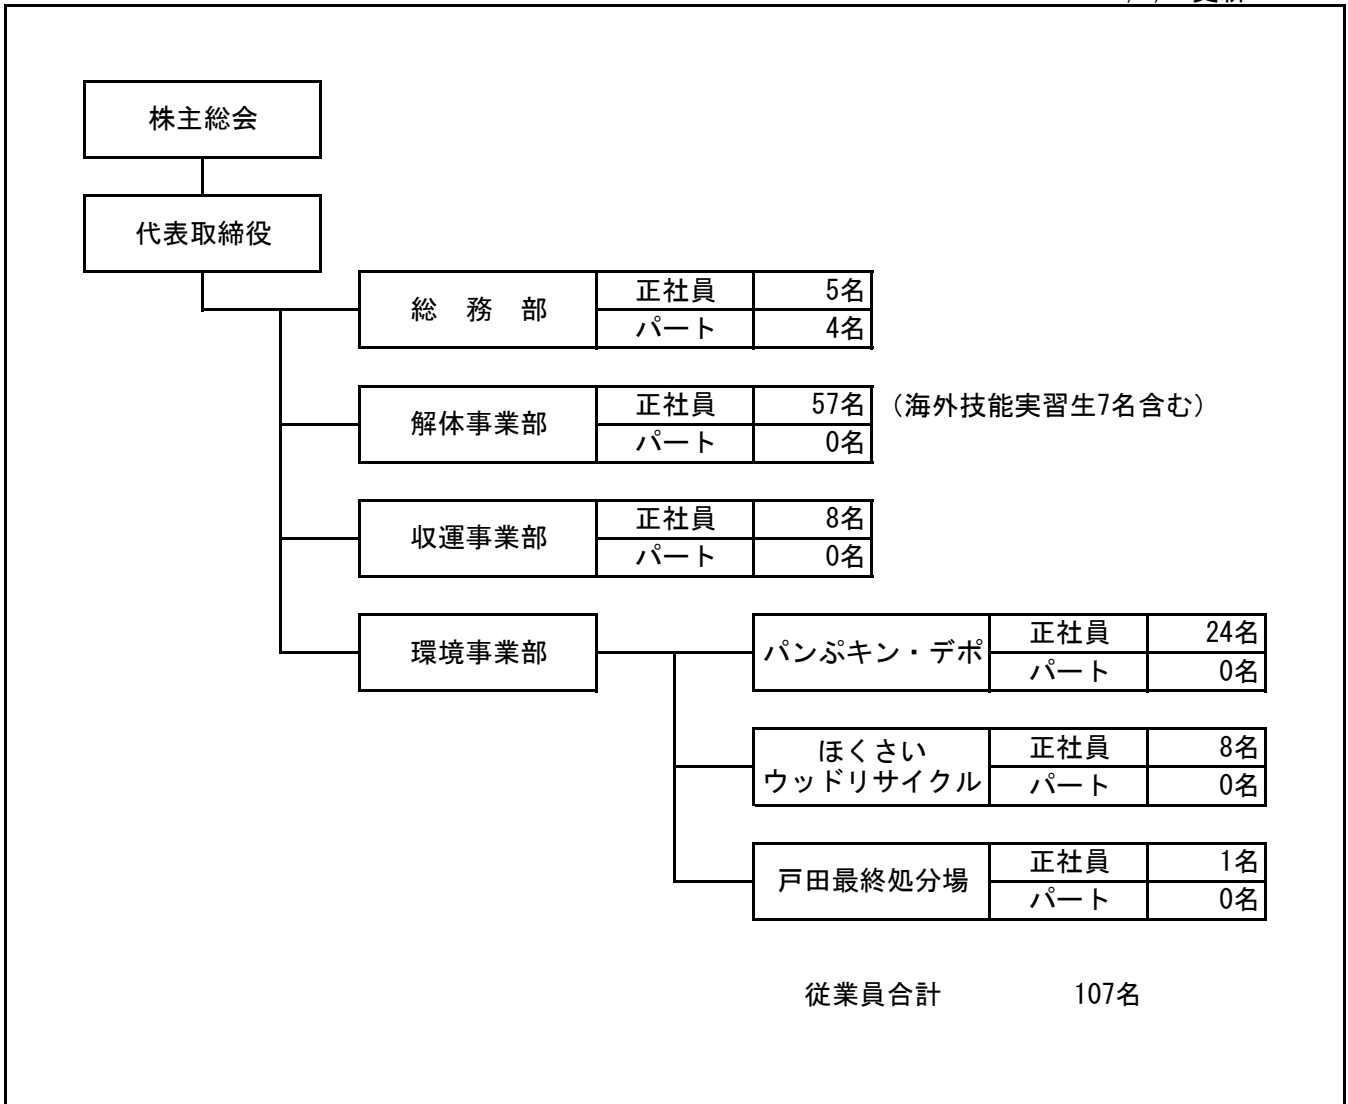 株主総会
代表取締役
総　務　部
正社員 5名
パート 4名
解体事業部
正社員 57名 （海外技能実習生7名含む）
パート 0名
収運事業部
正社員 8名
パート 0名
環境事業部
パンぷキン・デポ
正社員 24名
パート 0名
ほくさい
ウッドリサイクル
正社員 8名
パート 0名
戸田最終処分場
正社員 1名
パート 0名
従業員合計 107名